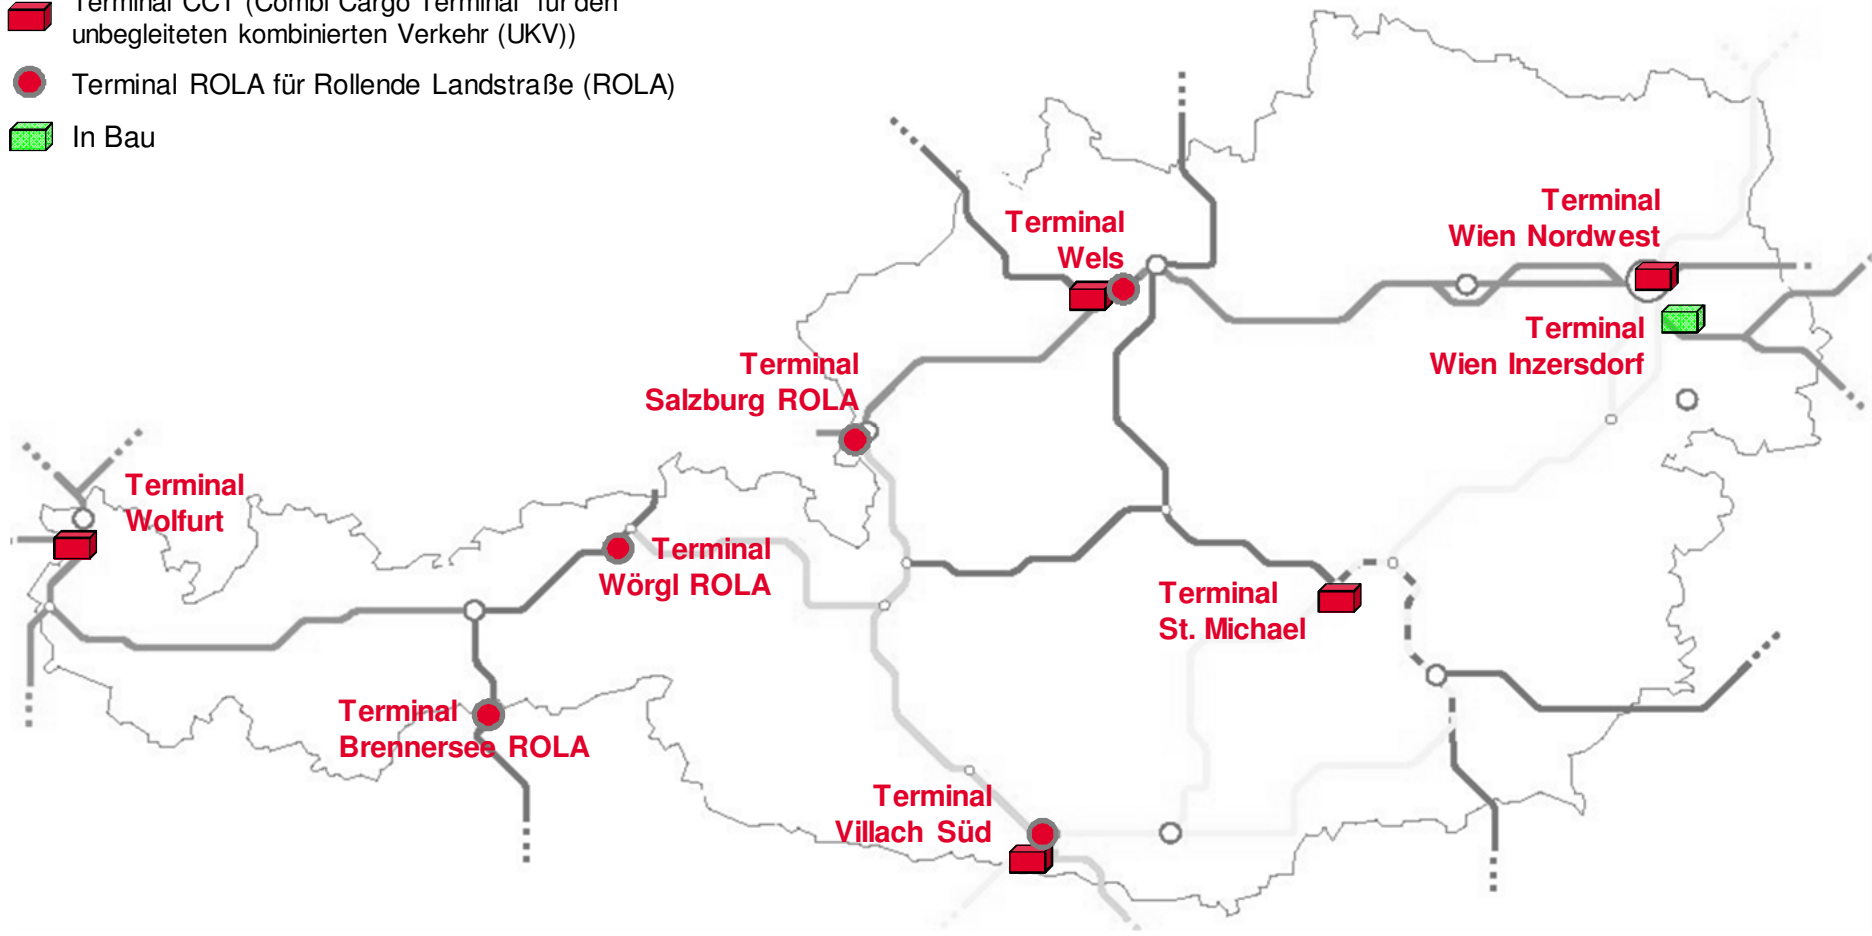 Terminal CCT (Combi Cargo Terminal für den
unbegleiteten kombinierten Verkehr (UKV))
Terminal ROLA für Rollende Landstraße (ROLA)
In Bau
Terminal
Wien Nordwest
Terminal
Wels
Terminal
Wien Inzersdorf
Terminal
Salzburg ROLA
Terminal
Wolfurt
Terminal
Wörgl ROLA
Terminal
St. Michael
Terminal
Brennersee ROLA
Terminal
Villach Süd